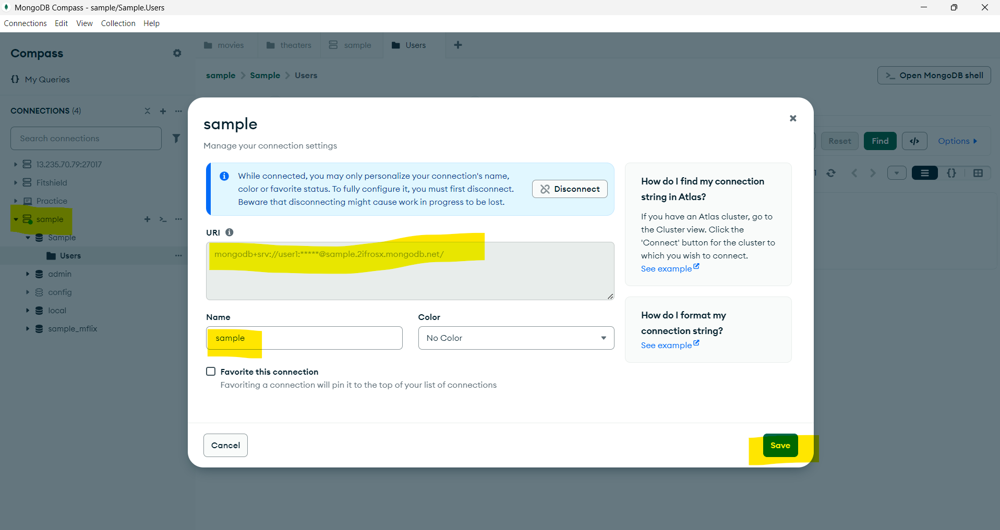 MongoDB Compass - sample/Sample.Users
Connections Edit View Collection Help
Compass
My Queries
CONNECTIONS (4)
Search connections
13.235.70.79:27017
Fitshield
Practice
sample
Sample
Users
admin
config
local
sample_mflix
movies theaters sample Users
sample > Sample > Users
>_ Open MongoDB shell
Reset Find </> Options
sample
Manage your connection settings
While connected, you may only personalize your connection's name,
color or favorite status. To fully configure it, you must first disconnect.
Beware that disconnecting might cause work in progress to be lost.
Disconnect
URI
mongodb+srv://user1:*****@sample.2ifrosx.mongodb.net/
Name
sample
Color
No Color
Favorite this connection
Favoriting a connection will pin it to the top of your list of connections
How do I find my connection
string in Atlas?
If you have an Atlas cluster, go to
the Cluster view. Click the
'Connect' button for the cluster to
which you wish to connect.
See example
How do I format my
connection string?
See example
Cancel
Save